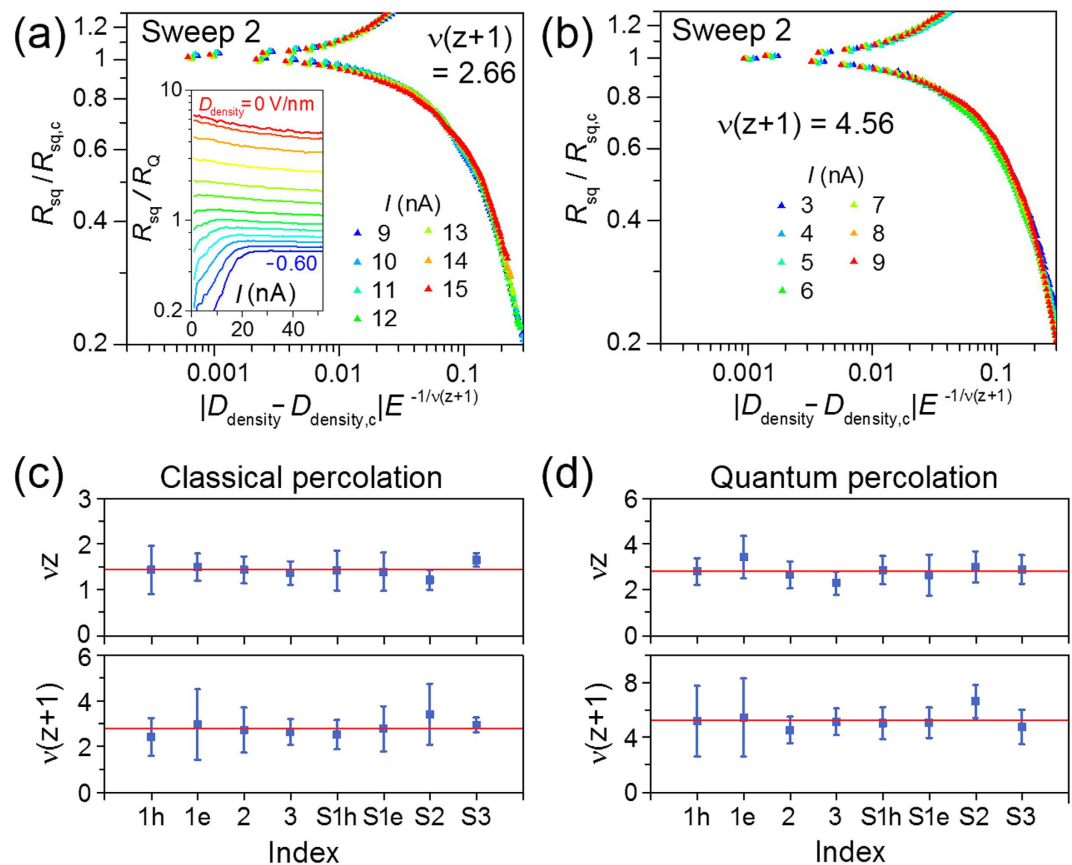 (a)
Sweep 2
ν(z+1)
= 2.66
1.2
1
0.8
0.6
0.4
0.2
R_sq / R_sq,c
10
1
0.2
R_sq / R_Q
D_density = 0 V/nm
−0.60
I (nA)
0 20 40
I (nA)
9 13
10 14
11 15
12
0.001 0.01 0.1
|D_density − D_density,c|E^-1/ν(z+1)
(b)
Sweep 2
1.2
1
0.8
0.6
0.4
0.2
R_sq / R_sq,c
ν(z+1) = 4.56
I (nA)
3 7
4 8
5 9
6
0.001 0.01 0.1
|D_density − D_density,c|E^-1/ν(z+1)
(c)
Classical percolation
3
2
1
0
νz
6
4
2
0
ν(z+1)
1h 1e 2 3 S1h S1e S2 S3
Index
(d)
Quantum percolation
6
4
2
0
νz
8
4
0
ν(z+1)
1h 1e 2 3 S1h S1e S2 S3
Index